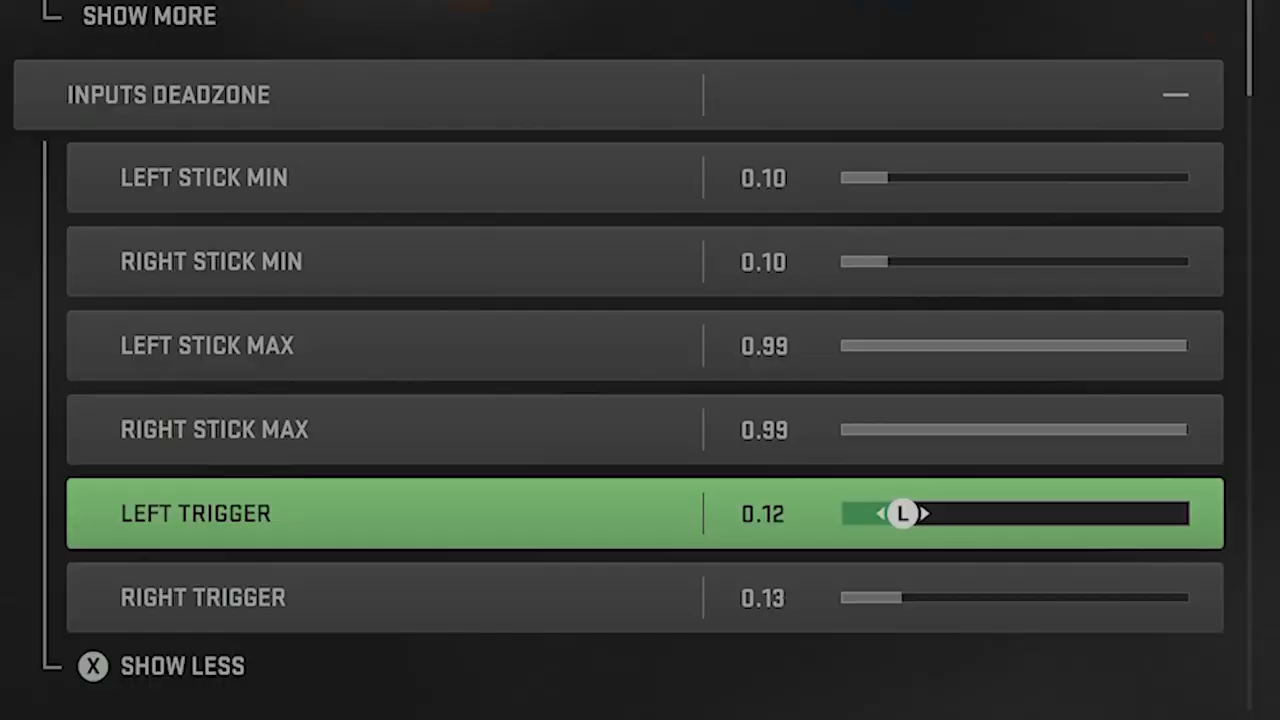 SHOW MORE
INPUTS DEADZONE
LEFT STICK MIN 0.10
RIGHT STICK MIN 0.10
LEFT STICK MAX 0.99
RIGHT STICK MAX 0.99
LEFT TRIGGER 0.12 L
RIGHT TRIGGER 0.13
X SHOW LESS